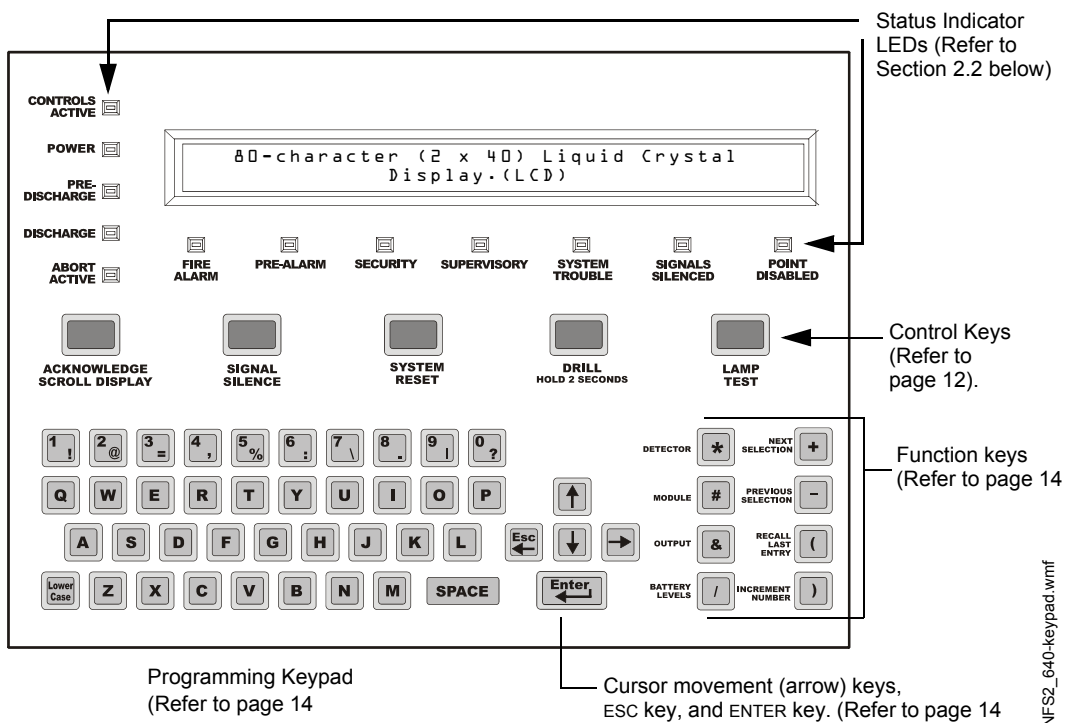 Status Indicator
LEDs (Refer to
Section 2.2 below)
CONTROLS
ACTIVE
POWER
PRE-
DISCHARGE
DISCHARGE
ABORT
ACTIVE
80-character (2 x 40) Liquid Crystal
Display.(LCD)
FIRE
ALARM
PRE-ALARM
SECURITY
SUPERVISORY
SYSTEM
TROUBLE
SIGNALS
SILENCED
POINT
DISABLED
ACKNOWLEDGE
SCROLL DISPLAY
SIGNAL
SILENCE
SYSTEM
RESET
DRILL
HOLD 2 SECONDS
LAMP
TEST
Control Keys
(Refer to
page 12).
1 ! 2 @ 3 = 4 , 5 % 6 : 7 \ 8 . 9 | 0 ?
Q W E R T Y U I O P
A S D F G H J K L
Lower
Case
Z X C V B N M SPACE
Esc
Enter
DETECTOR * NEXT
SELECTION +
MODULE # PREVIOUS
SELECTION -
OUTPUT & RECALL
LAST
ENTRY (
BATTERY
LEVELS / INCREMENT
NUMBER )
Function keys
(Refer to page 14
Programming Keypad
(Refer to page 14
Cursor movement (arrow) keys,
ESC key, and ENTER key. (Refer to page 14
NFS2_640-keypad.wmf